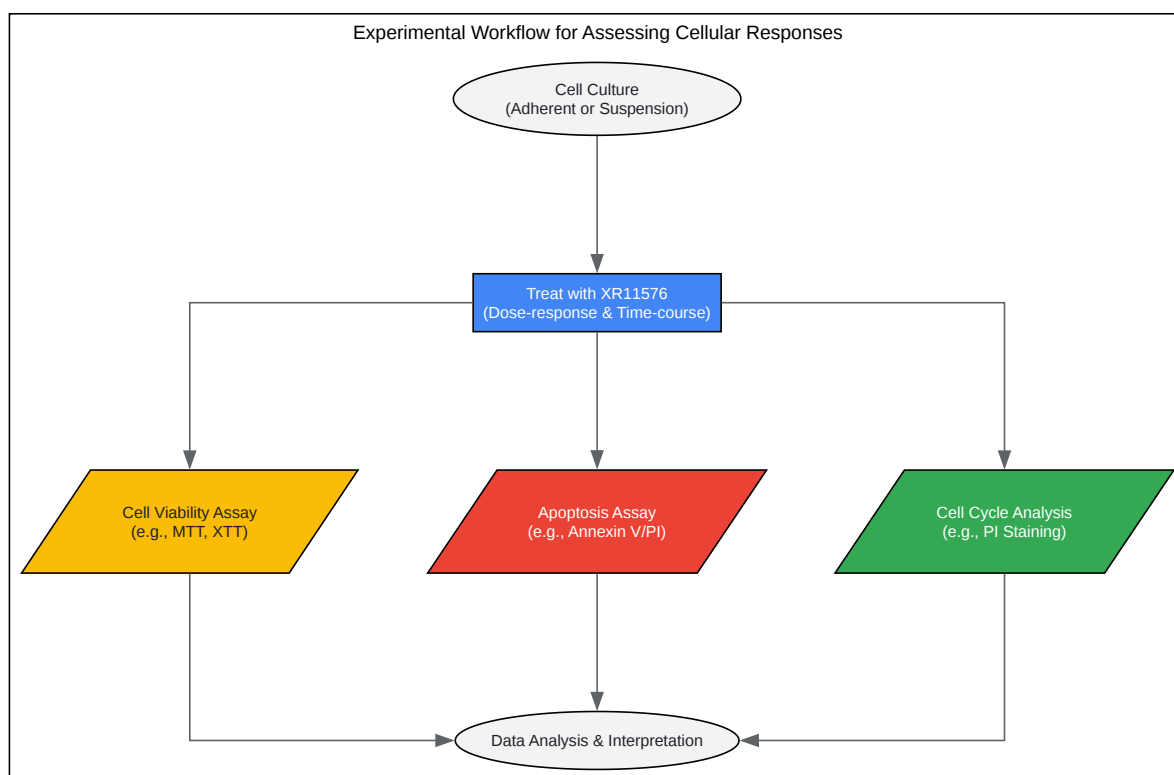 Experimental Workflow for Assessing Cellular Responses
Cell Culture
(Adherent or Suspension)
Treat with XR11576
(Dose-response & Time-course)
Cell Viability Assay
(e.g., MTT, XTT)
Apoptosis Assay
(e.g., Annexin V/PI)
Cell Cycle Analysis
(e.g., PI Staining)
Data Analysis & Interpretation